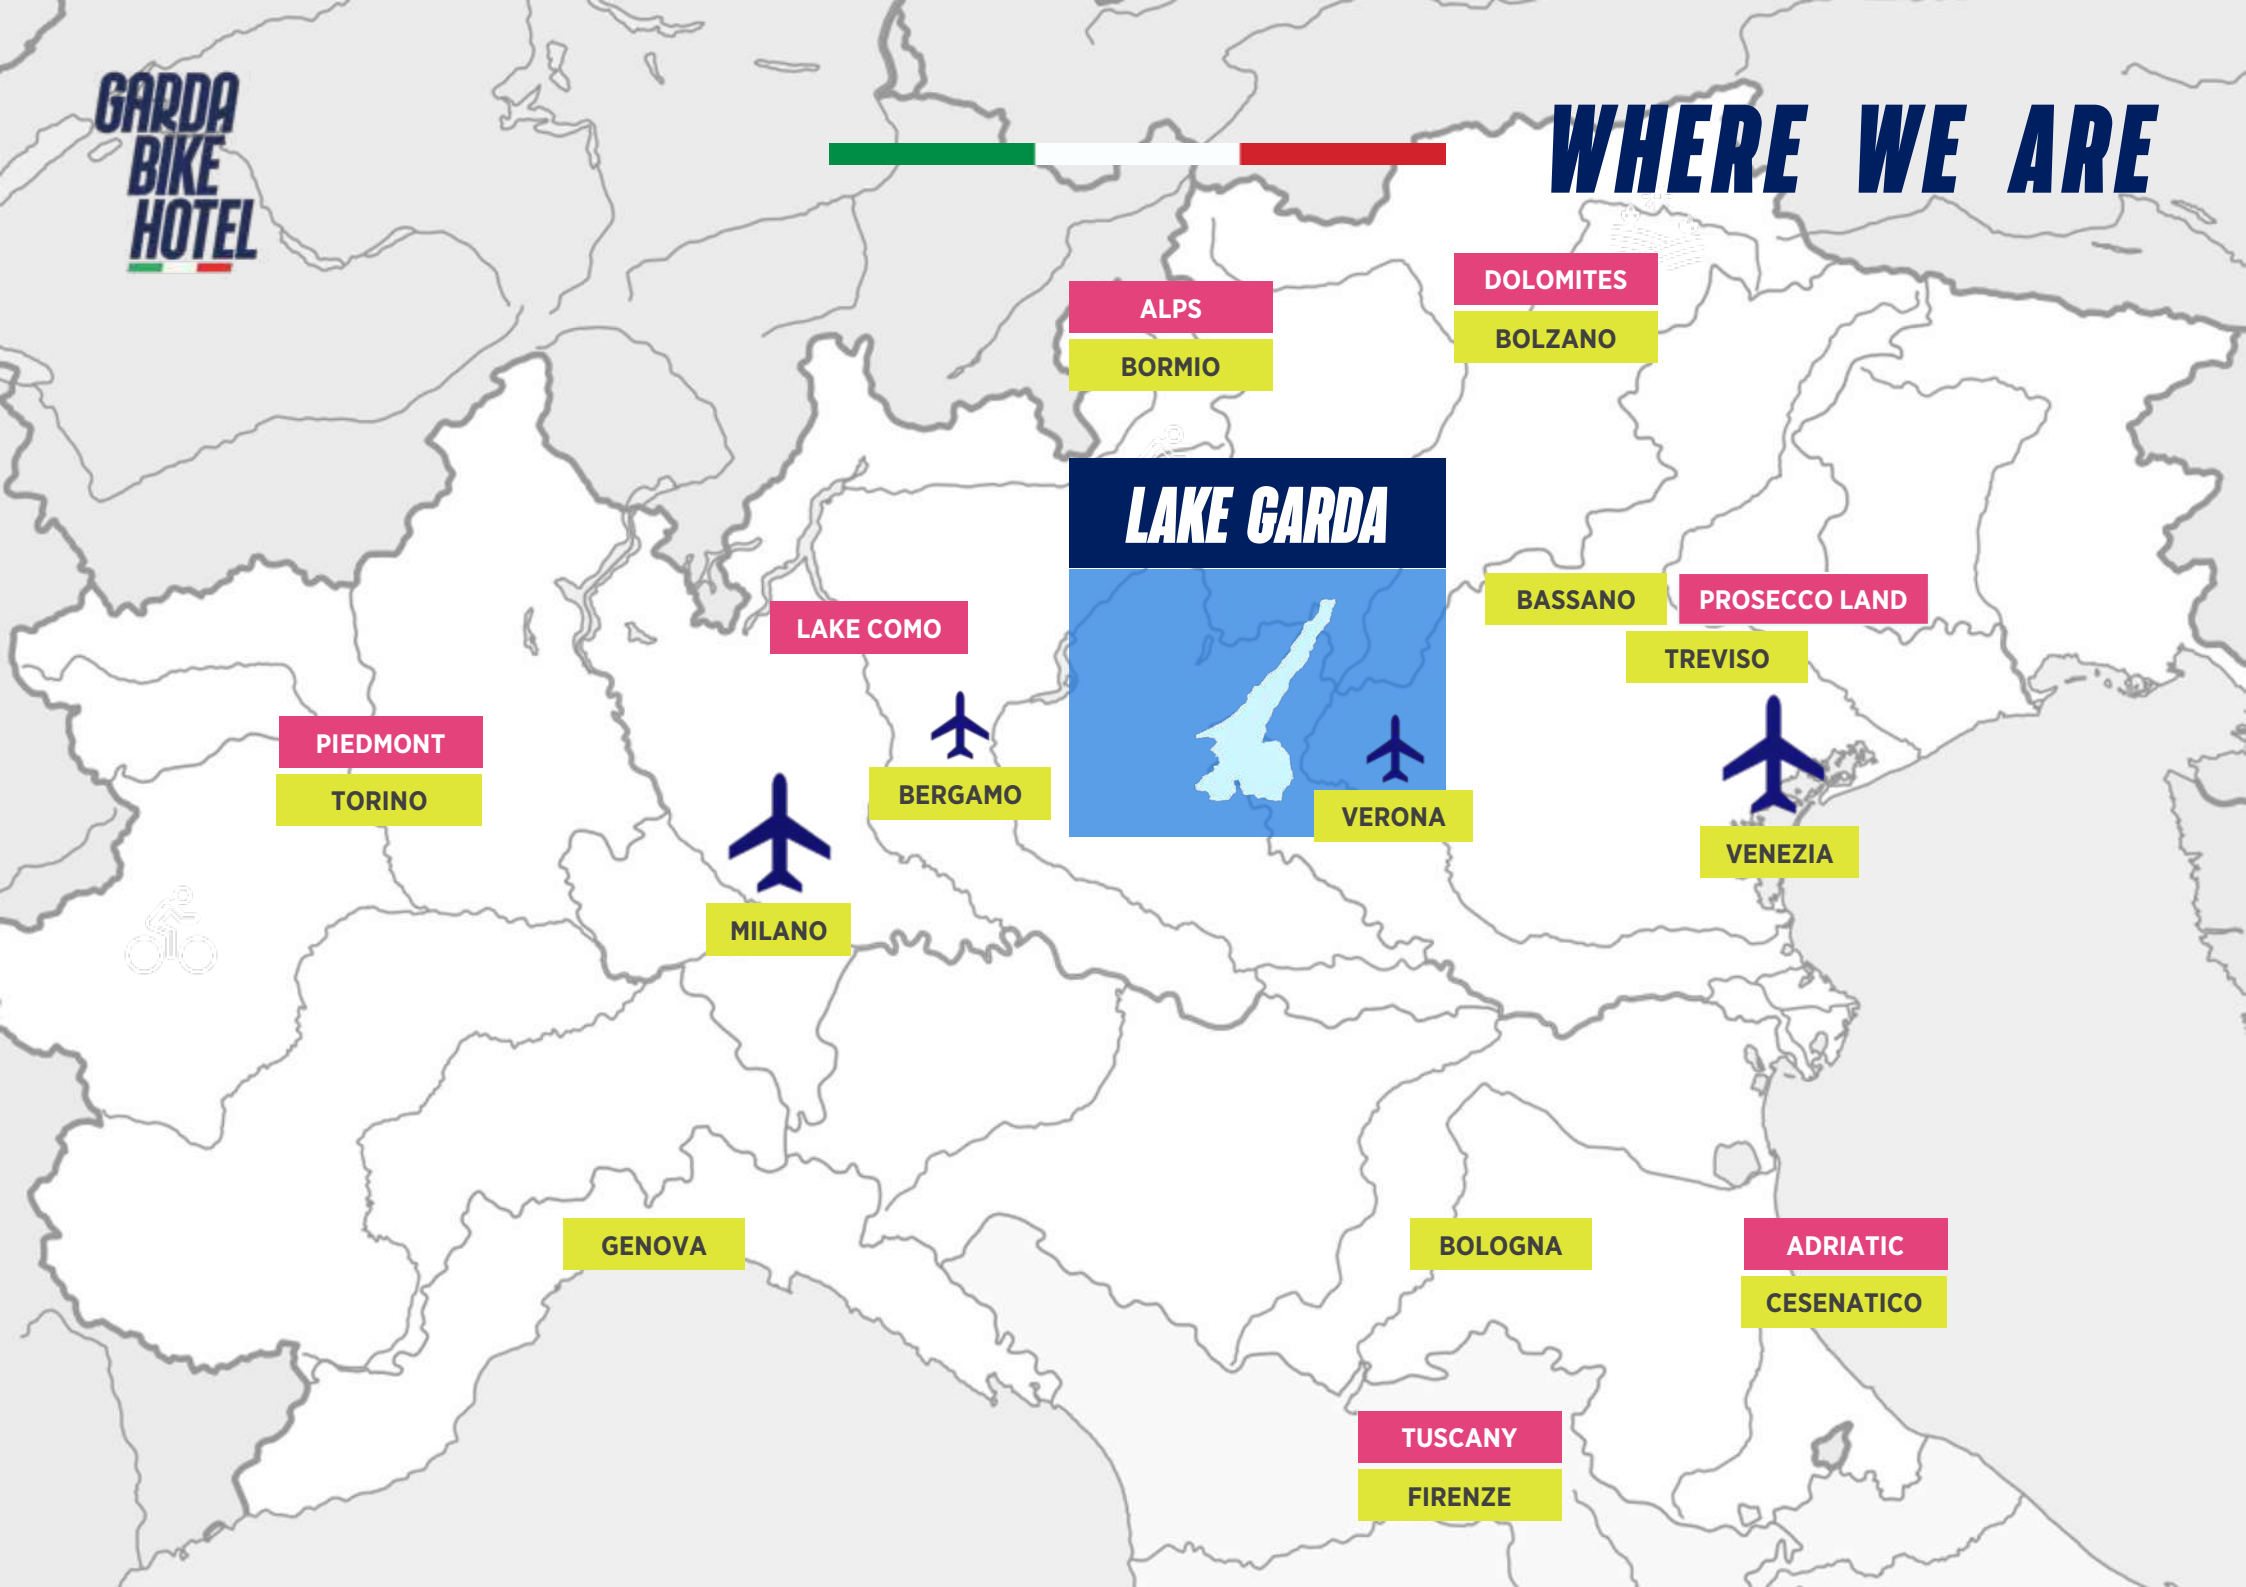 GARDA
BIKE
HOTEL
WHERE WE ARE
DOLOMITES
ALPS
BOLZANO
BORMIO
LAKE GARDA
BASSANO
PROSECCO LAND
LAKE COMO
TREVISO
PIEDMONT
TORINO
BERGAMO
VERONA
VENEZIA
MILANO
GENOVA
BOLOGNA
ADRIATIC
CESENATICO
TUSCANY
FIRENZE